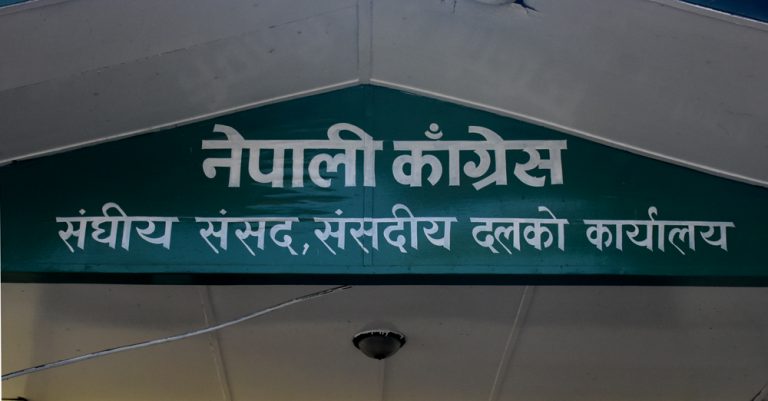 नेपाली काँग्रेस
संघीय संसद, संसदीय दलको कार्यालय